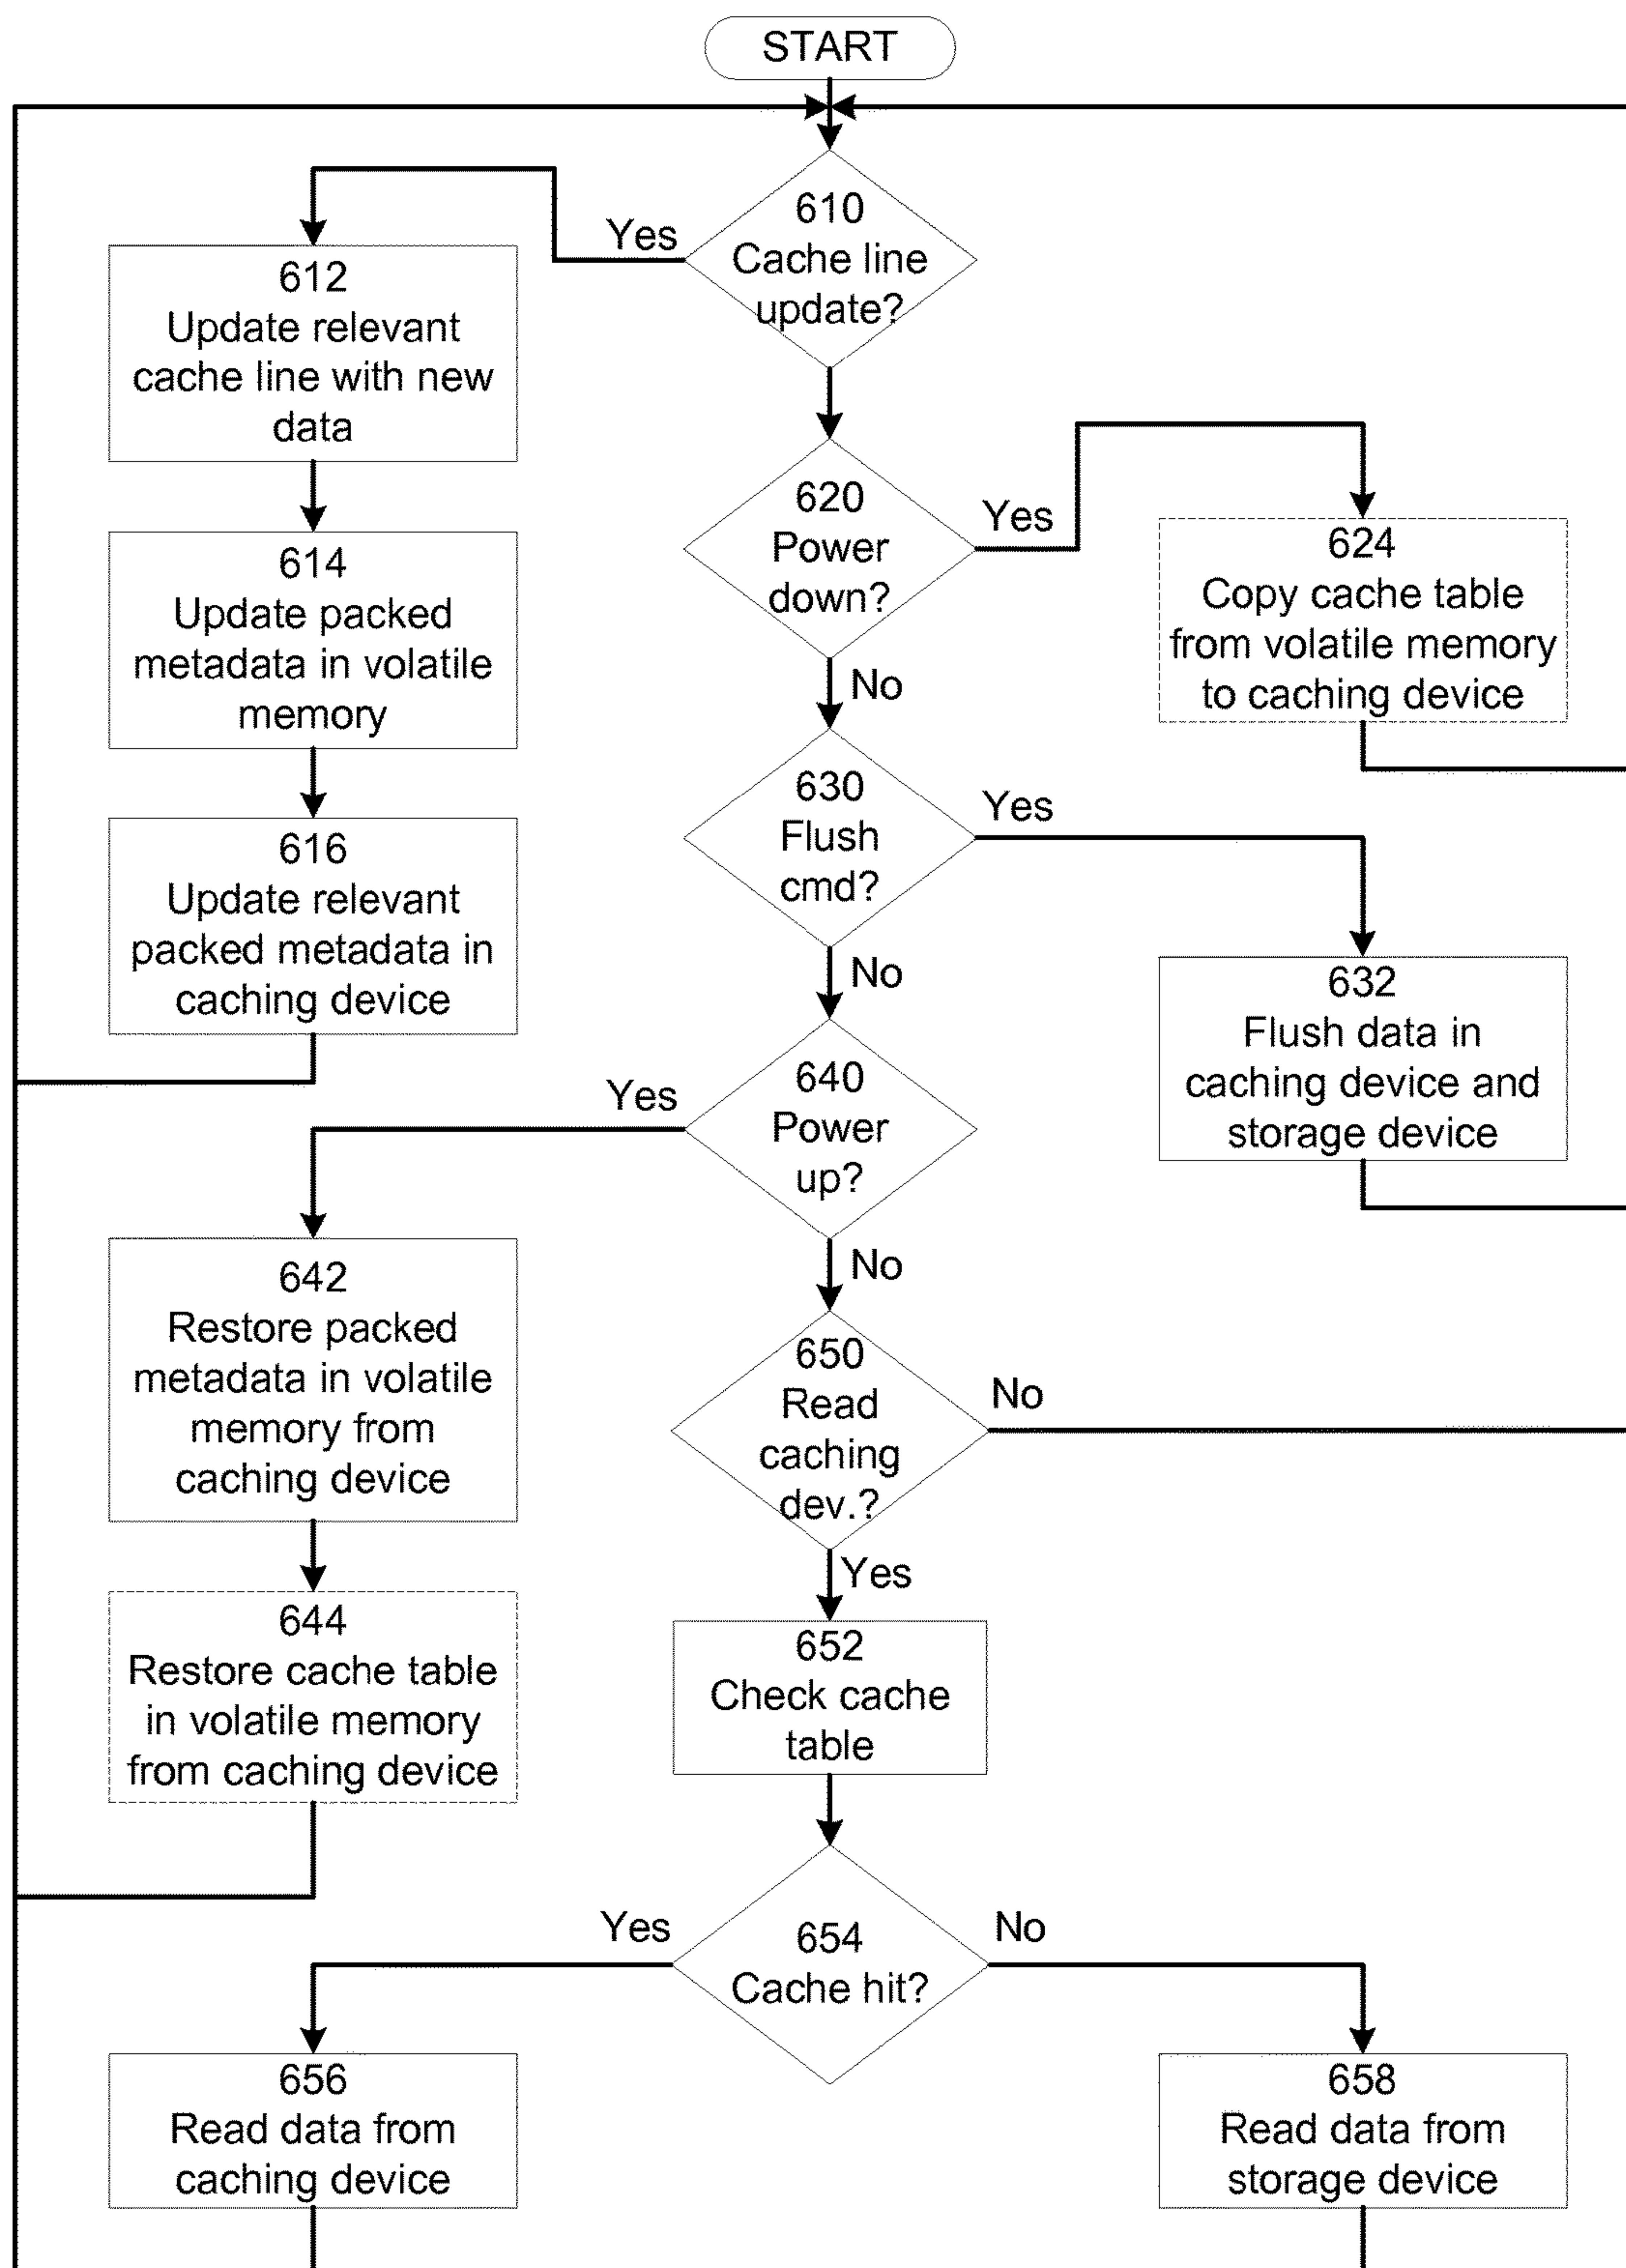 START
610
Cache line
update?
Yes
612
Update relevant
cache line with new
data
614
Update packed
metadata in volatile
memory
616
Update relevant
packed metadata in
caching device
620
Power
down?
Yes
No
624
Copy cache table
from volatile memory
to caching device
630
Flush
cmd?
Yes
No
632
Flush data in
caching device and
storage device
640
Power
up?
Yes
No
642
Restore packed
metadata in volatile
memory from
caching device
644
Restore cache table
in volatile memory
from caching device
650
Read
caching
dev.?
No
Yes
652
Check cache
table
654
Cache hit?
Yes
No
656
Read data from
caching device
658
Read data from
storage device